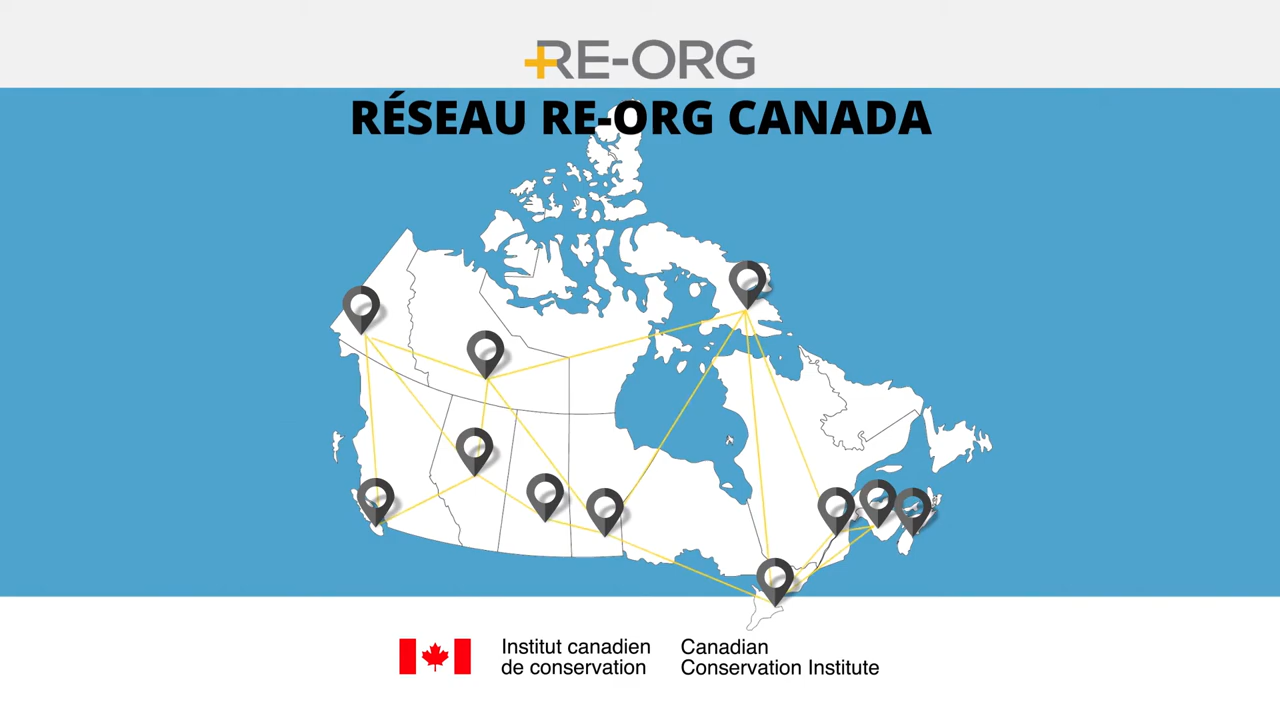 +RE-ORG
RÉSEAU RE-ORG CANADA
Institut canadien
de conservation
Canadian
Conservation Institute